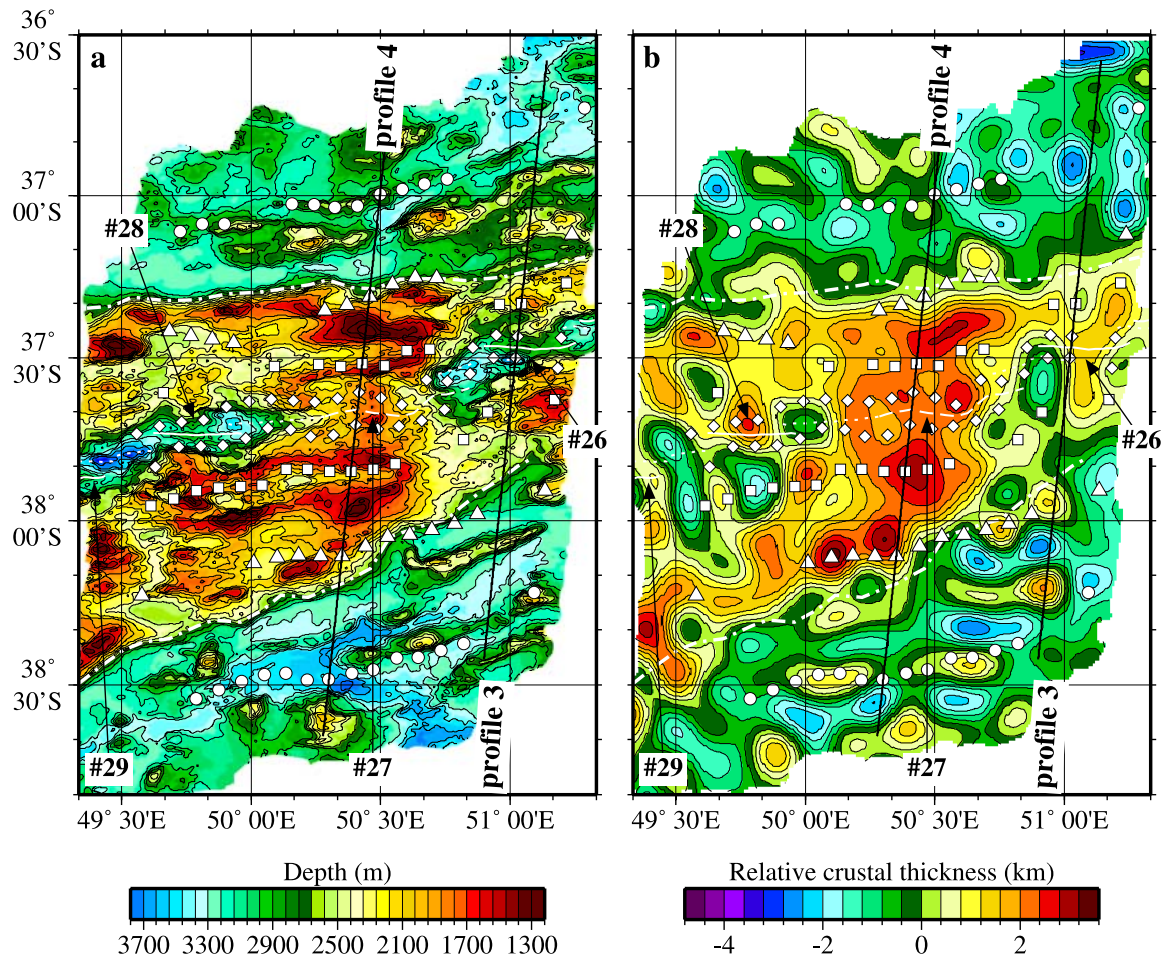 36°
30'S
37°
00'S
37°
30'S
38°
00'S
38°
30'S
a
profile 4
#28
#26
#29
#27
profile 3
49° 30'E
50° 00'E
50° 30'E
51° 00'E
Depth (m)
3700
3300
2900
2500
2100
1700
1300
b
profile 4
#28
#26
#29
#27
profile 3
49° 30'E
50° 00'E
50° 30'E
51° 00'E
Relative crustal thickness (km)
-4
-2
0
2